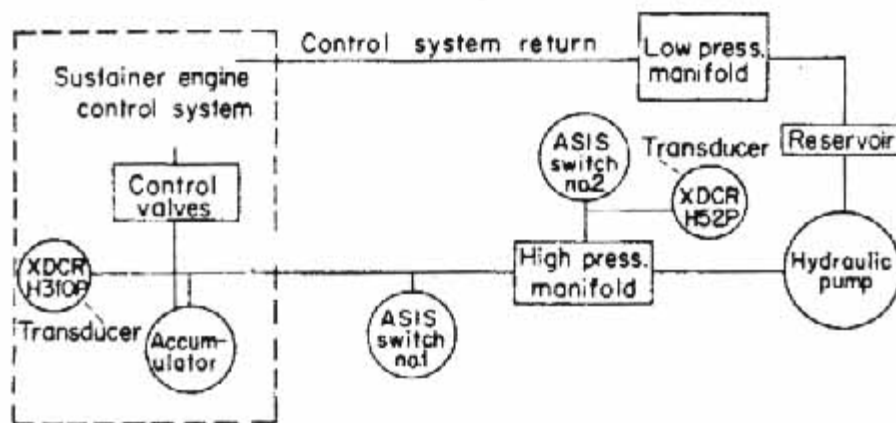 Control system return
Low press.
manifold
Sustainer engine
control system
ASIS
switch
no.2
Transducer
Reservoir
Control
valves
XDCR
H52P
XDCR
H310P
High press.
manifold
Hydraulic
pump
Transducer
Accum-
ulator
ASIS
switch
no.1